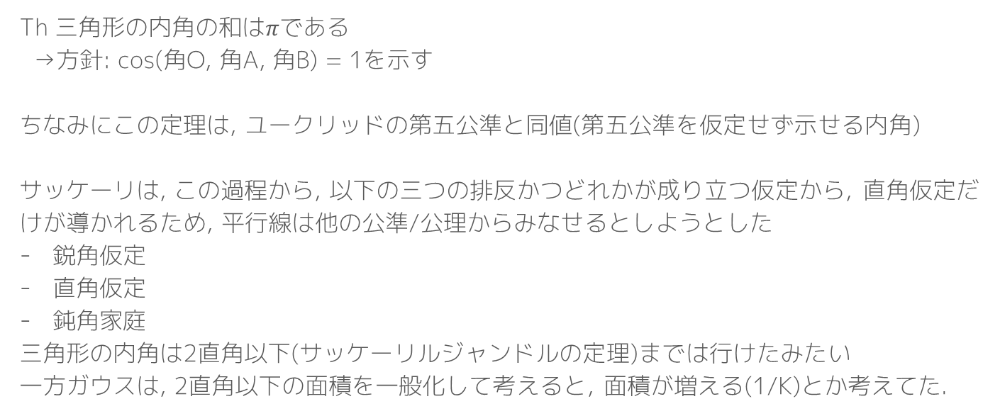 Th 三角形の内角の和はπである
→方針: cos(角O, 角A, 角B) = 1を示す
ちなみにこの定理は, ユークリッドの第五公準と同値(第五公準を仮定せず示せる内角)
サッケーリは, この過程から, 以下の三つの排反かつどれかが成り立つ仮定から, 直角仮定だ
けが導かれるため, 平行線は他の公準/公理からみなせるとしようとした
- 鋭角仮定
- 直角仮定
- 鈍角家庭
三角形の内角は2直角以下(サッケーリルジャンドルの定理)までは行けたみたい
一方ガウスは, 2直角以下の面積を一般化して考えると, 面積が増える(1/K)とか考えてた.